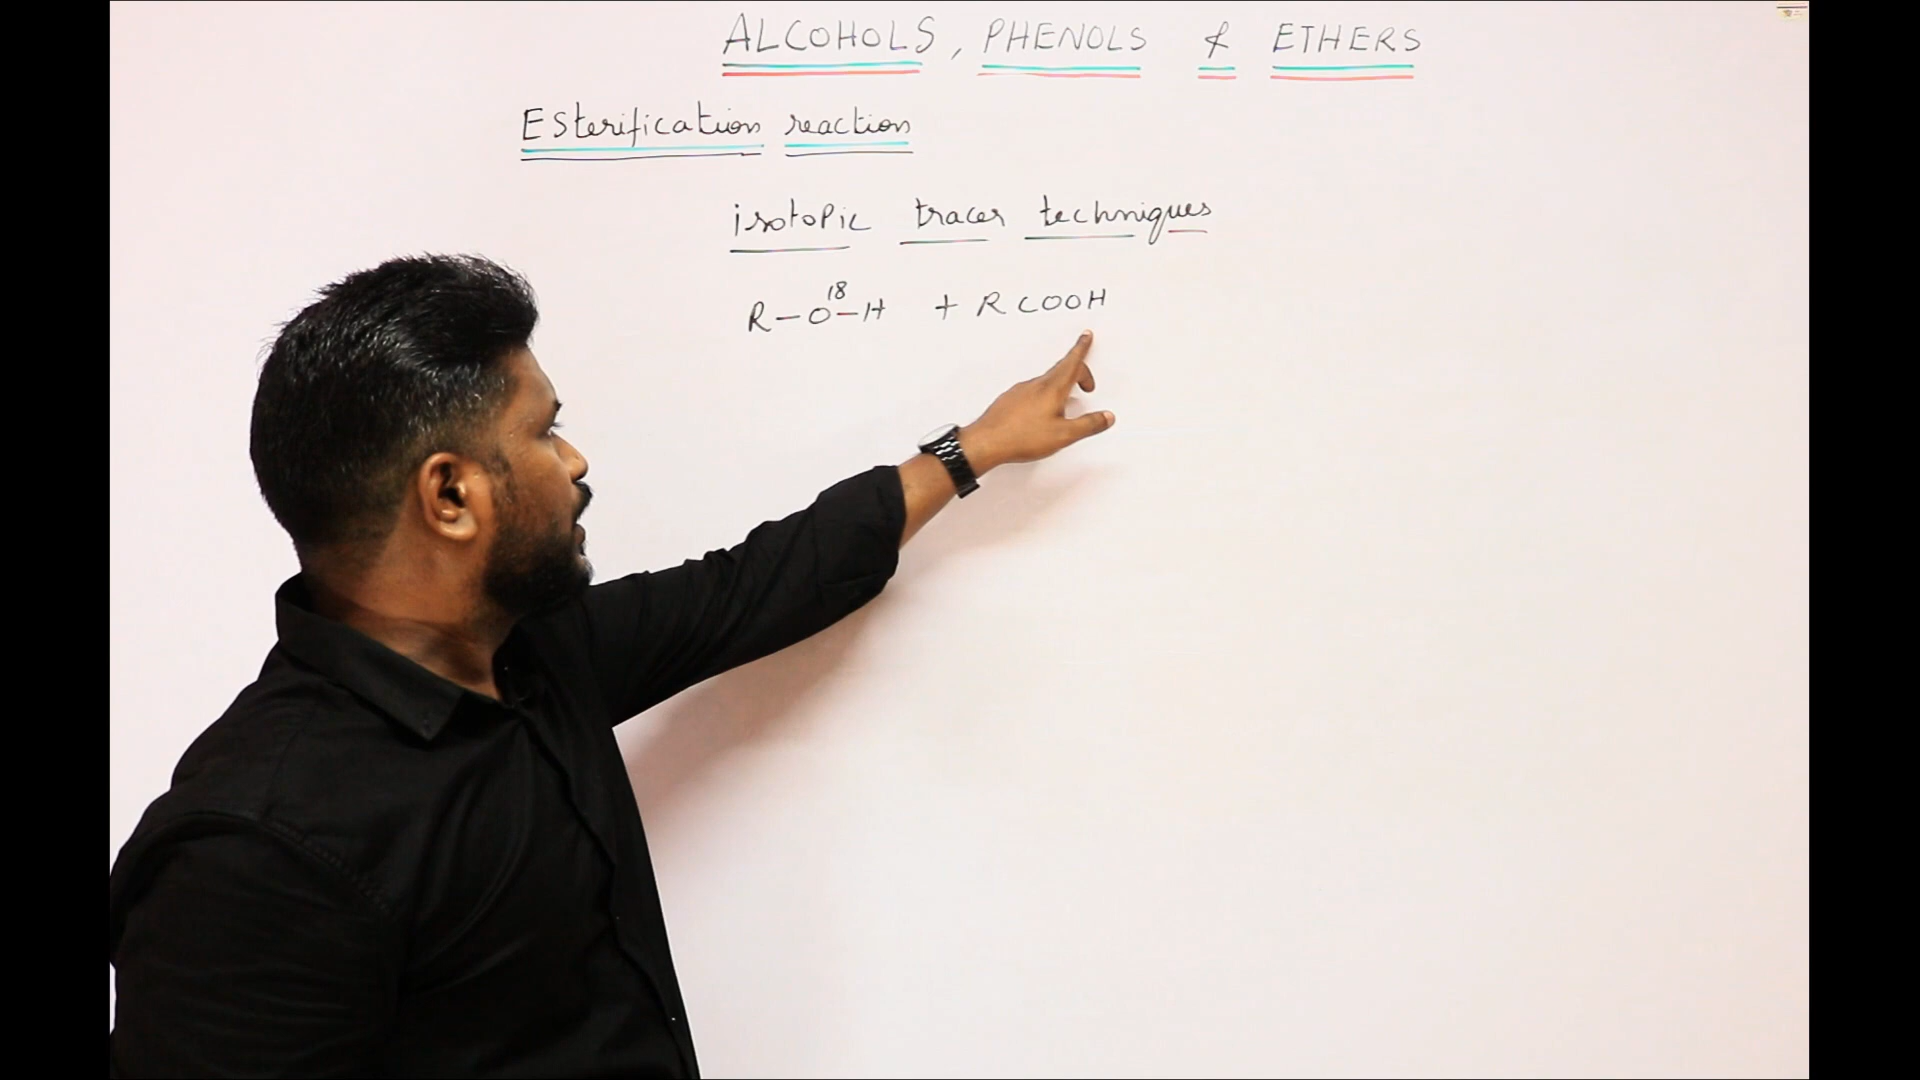 ALCOHOLS, PHENOLS & ETHERS
Esterification reaction
isotopic tracer techniques
R-O¹⁸-H + RCOOH